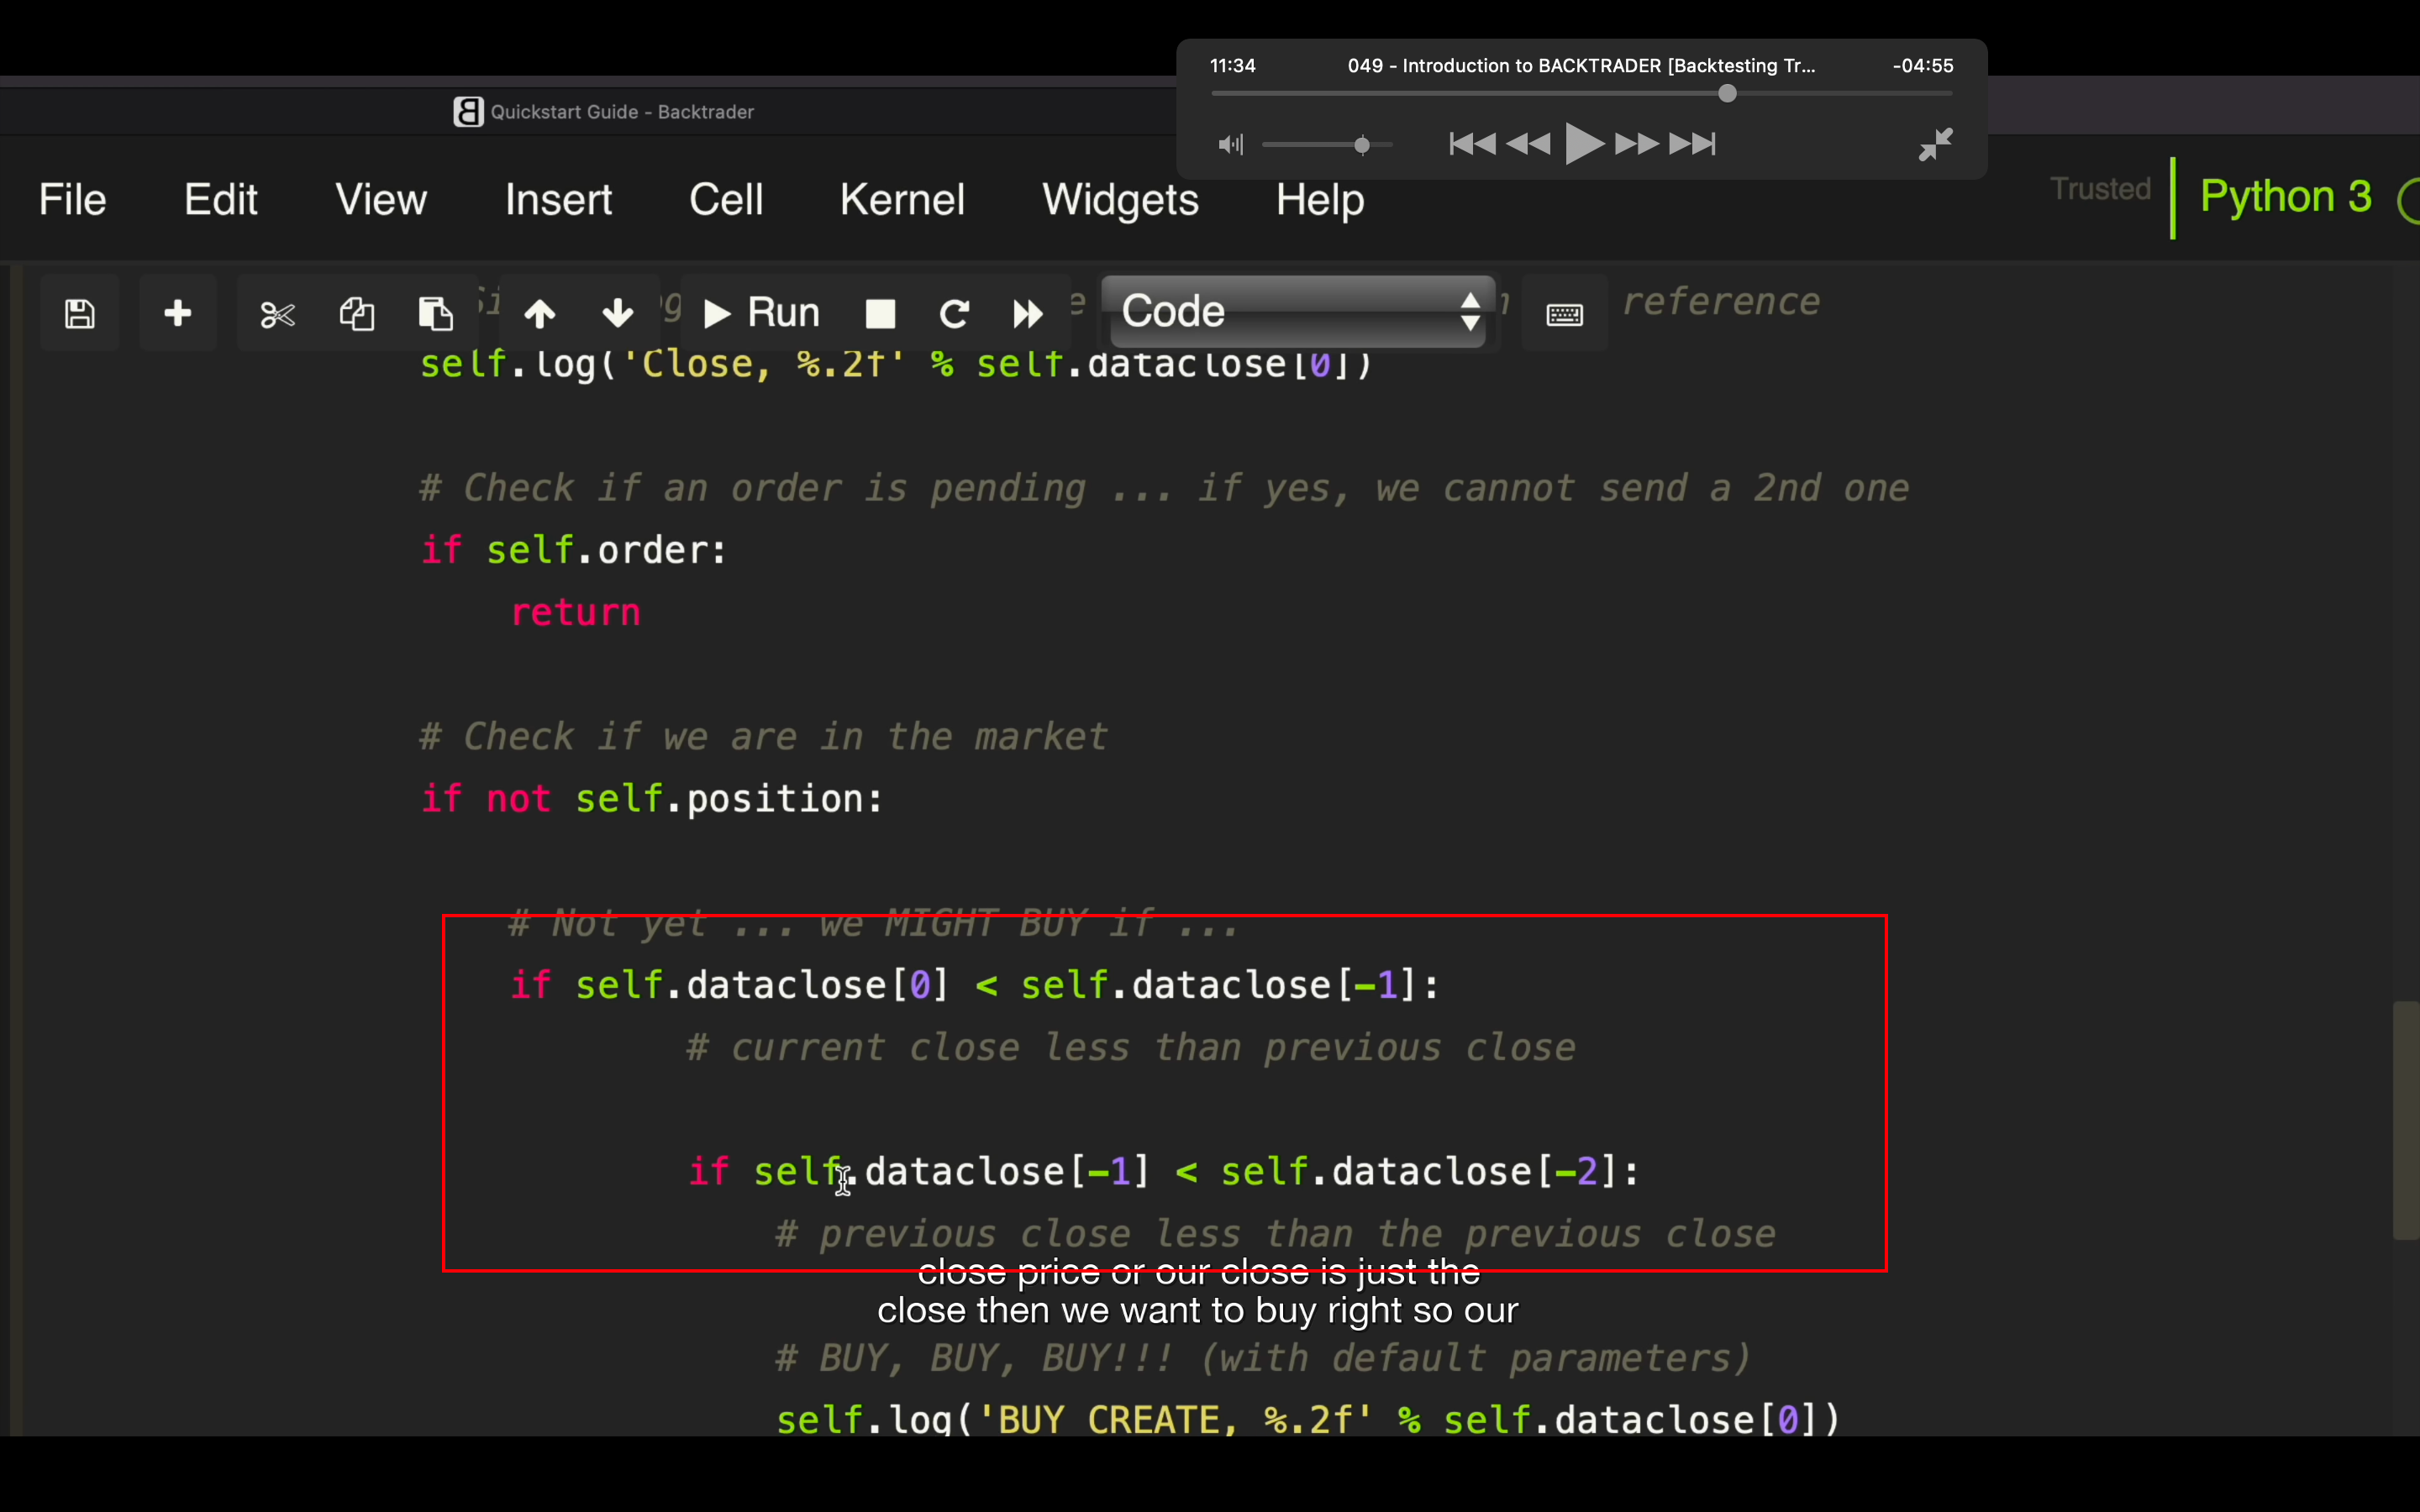 11:34 049 - Introduction to BACKTRADER [Backtesting Tr... -04:55
Quickstart Guide - Backtrader
File Edit View Insert Cell Kernel Widgets Help Trusted Python 3
Run Code reference
self.log('Close, %.2f' % self.dataclose[0])
# Check if an order is pending ... if yes, we cannot send a 2nd one
if self.order:
return
# Check if we are in the market
if not self.position:
# Not yet ... we MIGHT BUY if ...
if self.dataclose[0] < self.dataclose[-1]:
# current close less than previous close
if self.dataclose[-1] < self.dataclose[-2]:
# previous close less than the previous close
close price or our close is just the
close then we want to buy right so our
# BUY, BUY, BUY!!! (with default parameters)
self.log('BUY CREATE, %.2f' % self.dataclose[0])